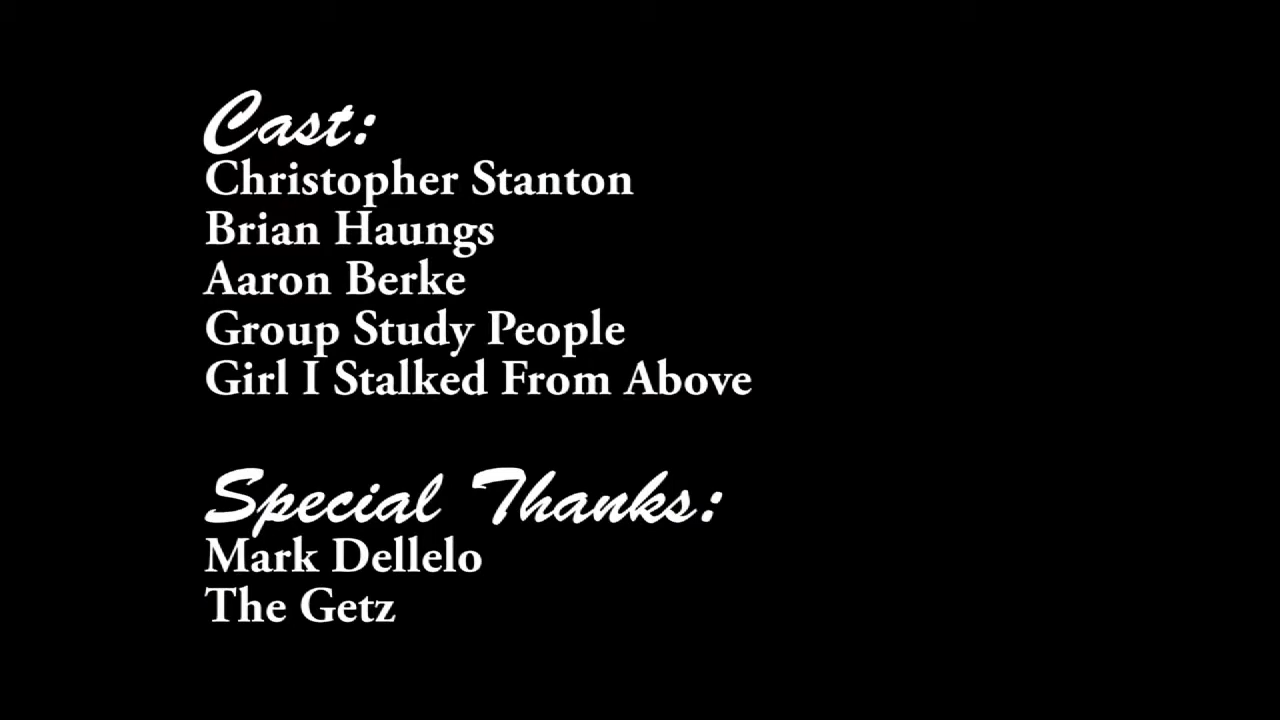 Cast:
Christopher Stanton
Brian Haungs
Aaron Berke
Group Study People
Girl I Stalked From Above
Special Thanks:
Mark Dellelo
The Getz